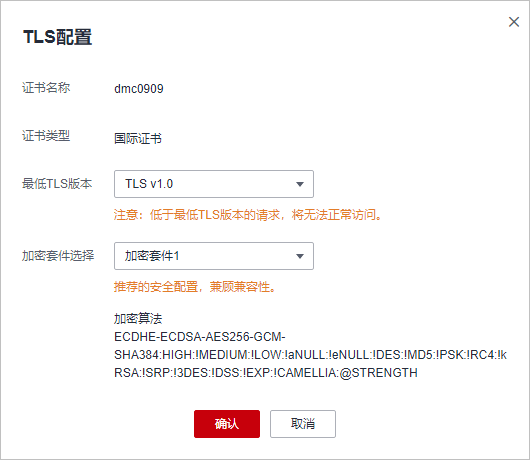 TLS配置
证书名称 dmc0909
证书类型 国际证书
最低TLS版本 TLS v1.0
注意：低于最低TLS版本的请求，将无法正常访问。
加密套件选择 加密套件1
推荐的安全配置，兼顾兼容性。
加密算法
ECDHE-ECDSA-AES256-GCM-
SHA384:HIGH:!MEDIUM:!LOW:!aNULL:!eNULL:!DES:!MD5:!PSK:!RC4:!k
RSA:!SRP:!3DES:!DSS:!EXP:!CAMELLIA:@STRENGTH
确认 取消